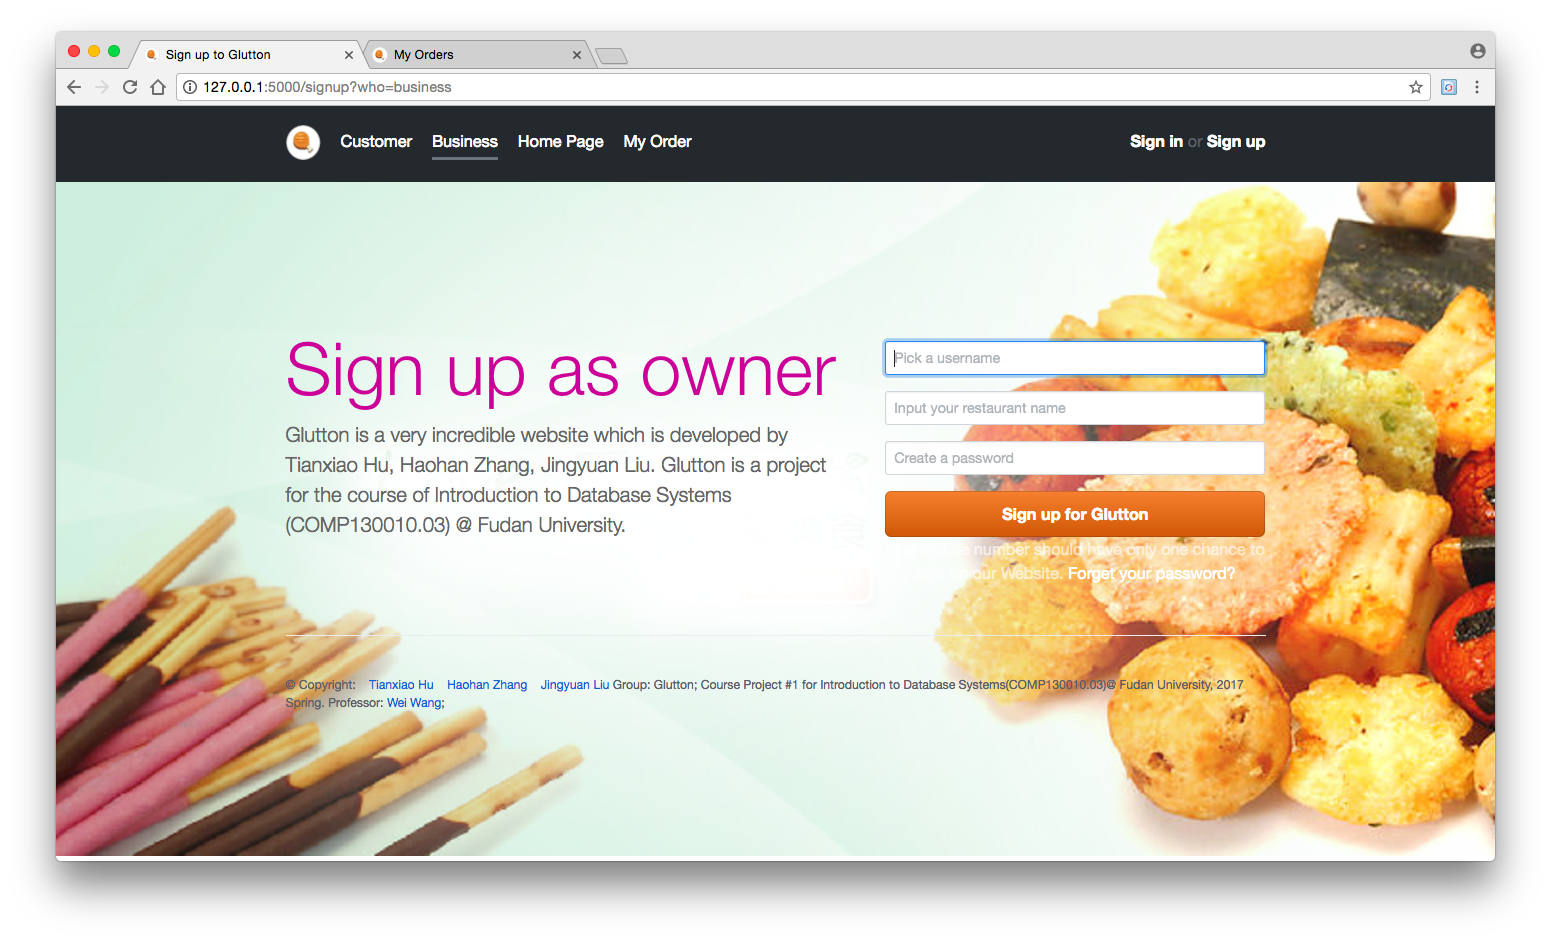 Sign up to Glutton
My Orders
127.0.0.1:5000/signup?who=business
Customer
Business
Home Page
My Order
Sign in or Sign up
Sign up as owner
Glutton is a very incredible website which is developed by
Tianxiao Hu, Haohan Zhang, Jingyuan Liu. Glutton is a project
for the course of Introduction to Database Systems
(COMP130010.03) @ Fudan University.
Pick a username
Input your restaurant name
Create a password
Sign up for Glutton
number should have only one chance to
our Website. Forget your password?
© Copyright: Tianxiao Hu Haohan Zhang Jingyuan Liu Group: Glutton; Course Project #1 for Introduction to Database Systems(COMP130010.03)@ Fudan University, 2017
Spring. Professor: Wei Wang;